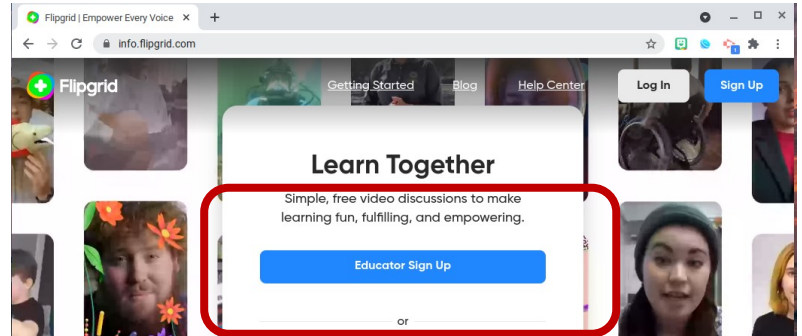 Flipgrid | Empower Every Voice
info.flipgrid.com
Flipgrid
Getting Started Blog Help Center Log In Sign Up
Learn Together
Simple, free video discussions to make
learning fun, fulfilling, and empowering.
Educator Sign Up
or